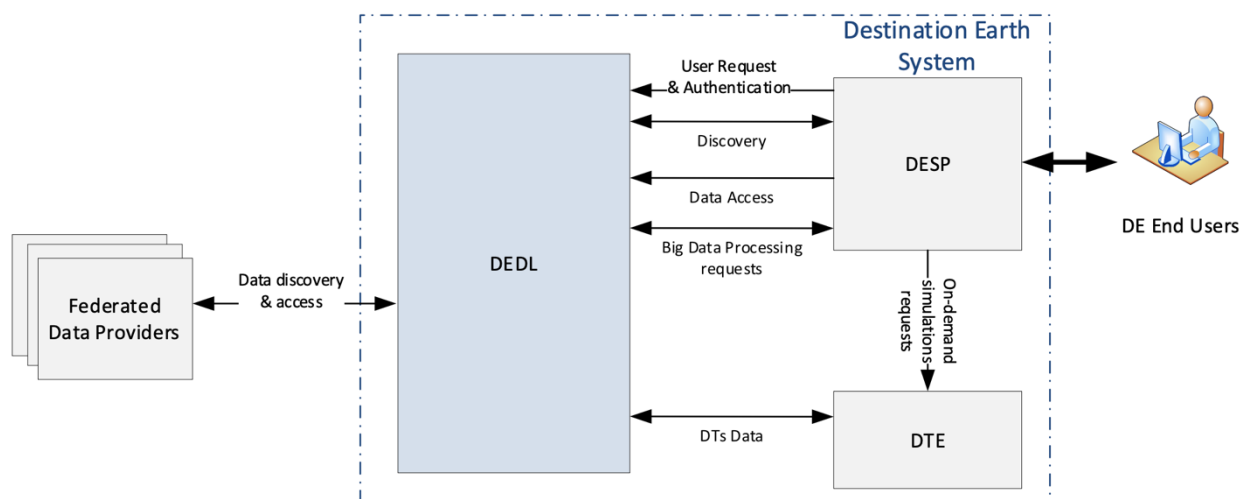 Destination Earth
System
User Request
& Authentication
Discovery
DESP
Data Access
DE End Users
Big Data Processing
requests
DEDL
Data discovery
& access
Federated
Data Providers
On-demand
simulations
requests
DTs Data
DTE